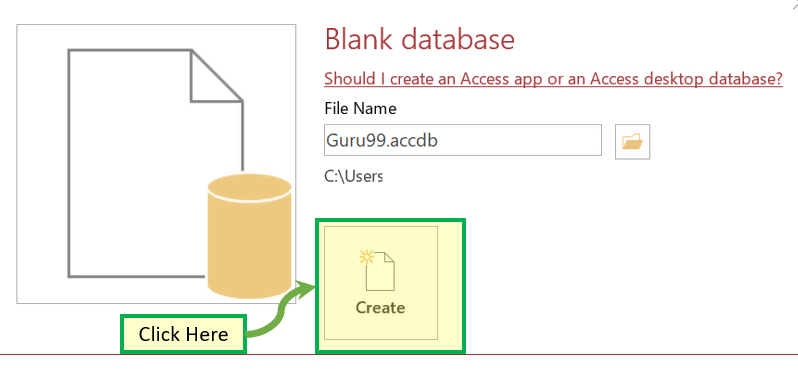 Blank database
Should I create an Access app or an Access desktop database?
File Name
Guru99.accdb
C:\Users
Create
Click Here